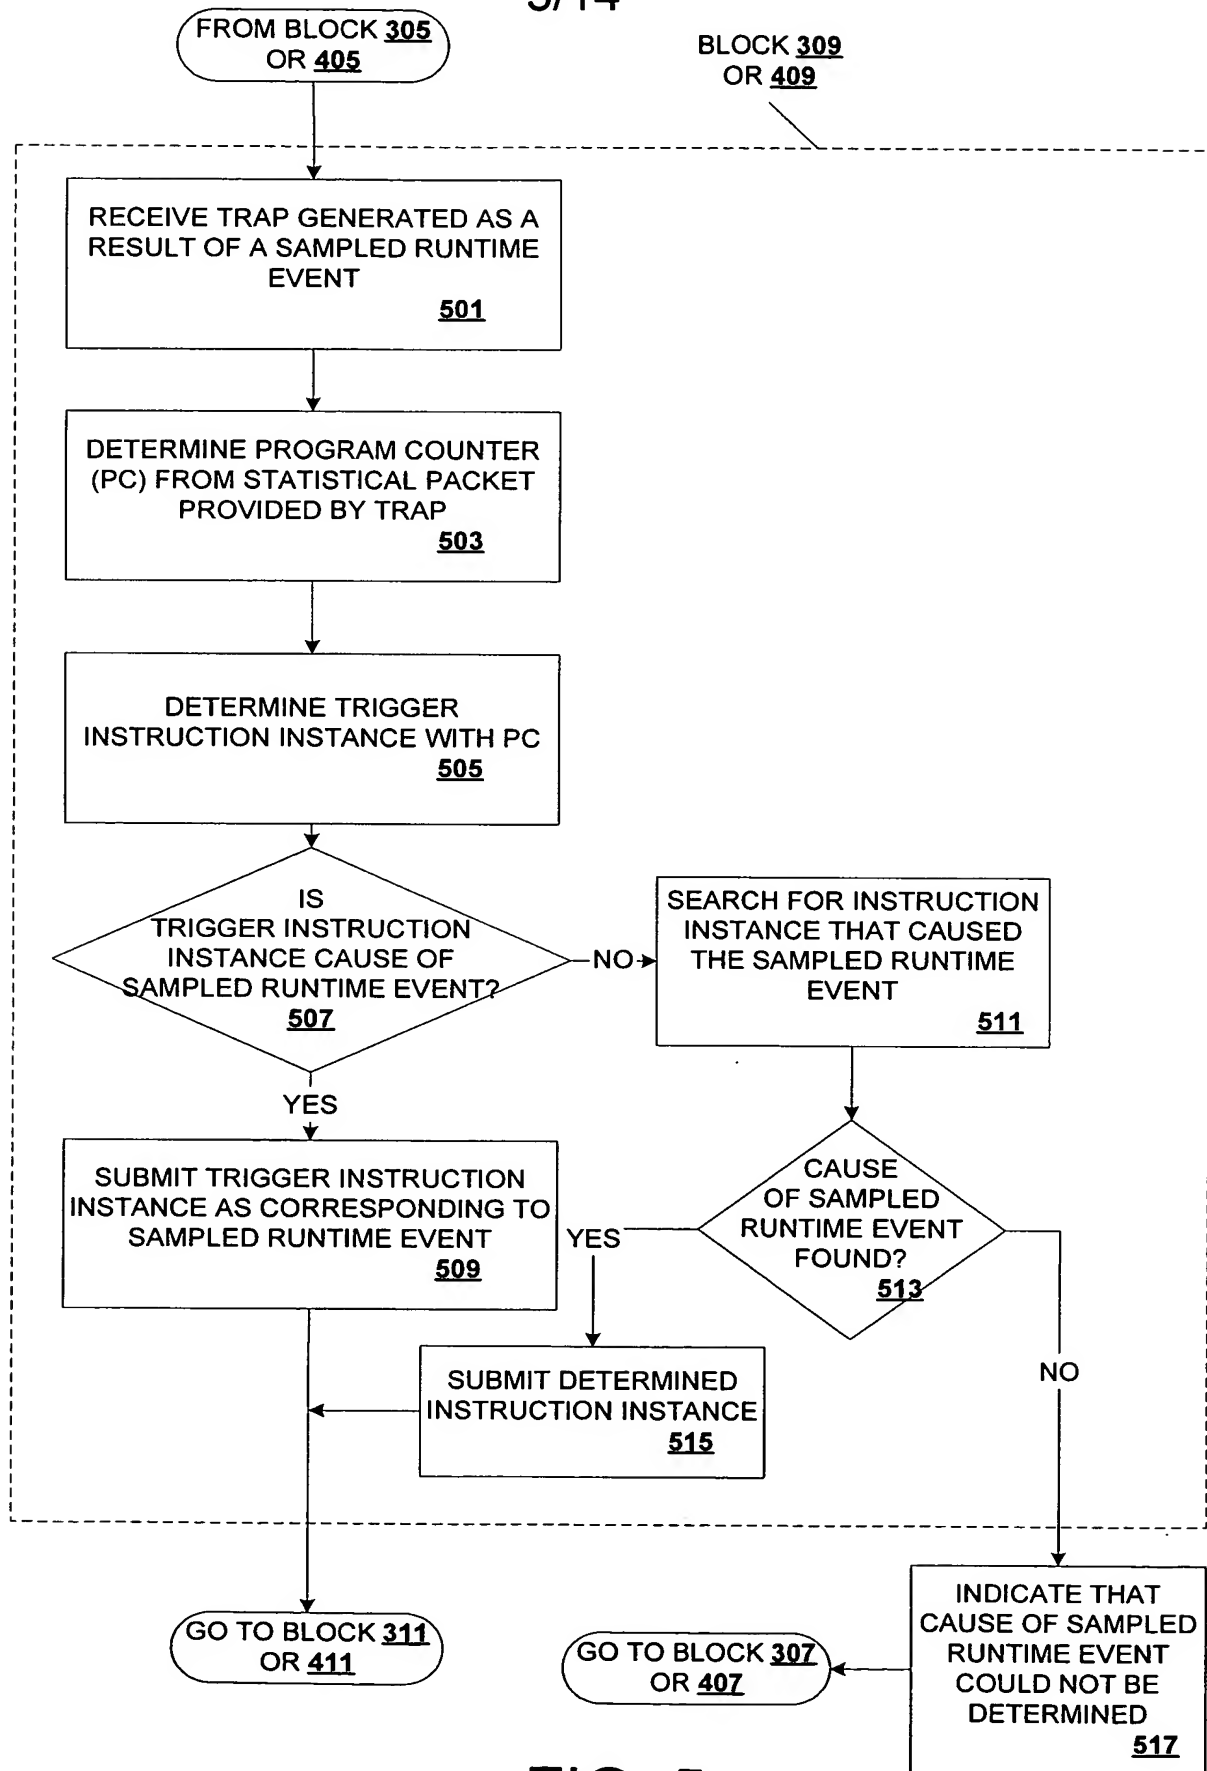 5/14
FROM BLOCK 305
OR 405
BLOCK 309
OR 409
RECEIVE TRAP GENERATED AS A
RESULT OF A SAMPLED RUNTIME
EVENT
501
DETERMINE PROGRAM COUNTER
(PC) FROM STATISTICAL PACKET
PROVIDED BY TRAP
503
DETERMINE TRIGGER
INSTRUCTION INSTANCE WITH PC
505
IS
TRIGGER INSTRUCTION
INSTANCE CAUSE OF
SAMPLED RUNTIME EVENT?
507
NO
SEARCH FOR INSTRUCTION
INSTANCE THAT CAUSED
THE SAMPLED RUNTIME
EVENT
511
YES
SUBMIT TRIGGER INSTRUCTION
INSTANCE AS CORRESPONDING TO
SAMPLED RUNTIME EVENT
509
CAUSE
OF SAMPLED
RUNTIME EVENT
FOUND?
513
YES
NO
SUBMIT DETERMINED
INSTRUCTION INSTANCE
515
GO TO BLOCK 311
OR 411
GO TO BLOCK 307
OR 407
INDICATE THAT
CAUSE OF SAMPLED
RUNTIME EVENT
COULD NOT BE
DETERMINED
517